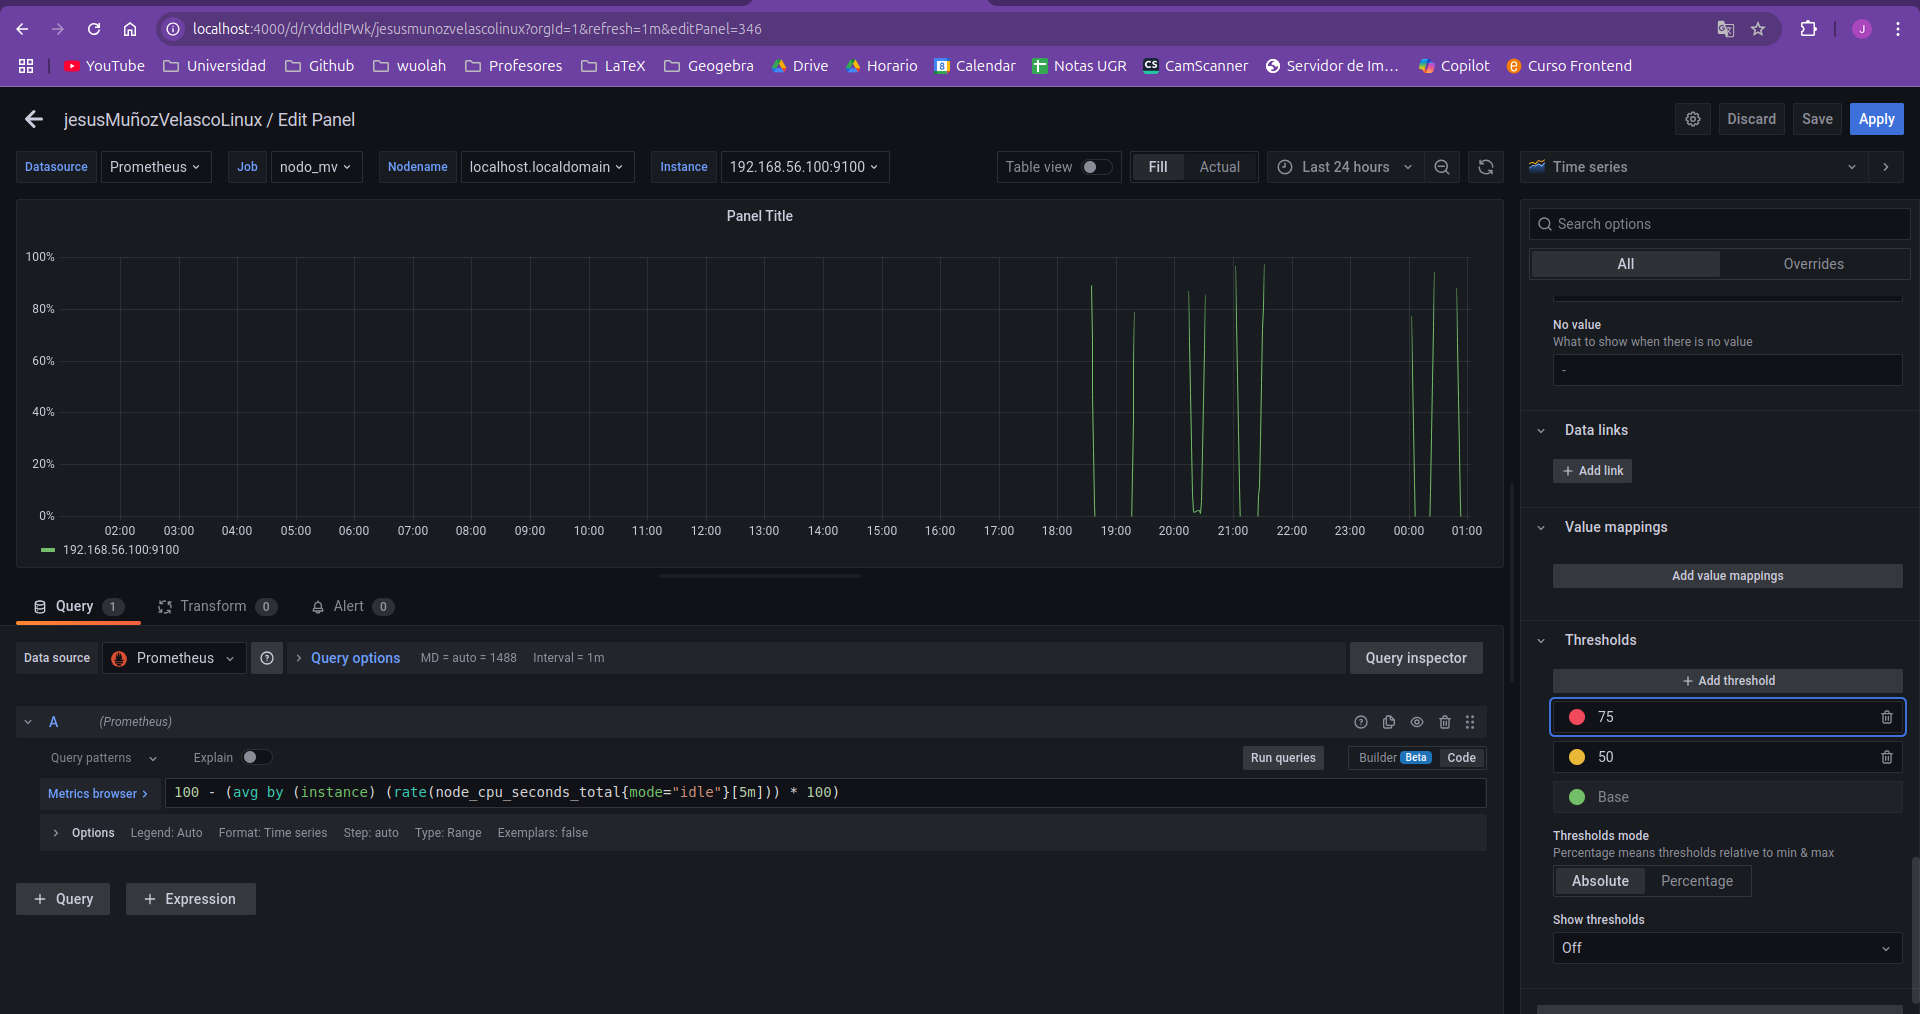 localhost:4000/d/rYdddlPWk/jesusmunozvelascolinux?orgId=1&refresh=1m&editPanel=346
J
YouTube Universidad Github wuolah Profesores LaTeX Geogebra Drive Horario Calendar Notas UGR CamScanner Servidor de Im... Copilot Curso Frontend
jesusMuñozVelascoLinux / Edit Panel
Discard Save Apply
Datasource Prometheus Job nodo_mv Nodename localhost.localdomain Instance 192.168.56.100:9100 Table view Fill Actual Last 24 hours Time series
Panel Title
100%
80%
60%
40%
20%
0%
02:00 03:00 04:00 05:00 06:00 07:00 08:00 09:00 10:00 11:00 12:00 13:00 14:00 15:00 16:00 17:00 18:00 19:00 20:00 21:00 22:00 23:00 00:00 01:00
192.168.56.100:9100
Query 1 Transform 0 Alert 0
Data source Prometheus Query options MD = auto = 1488 Interval = 1m Query inspector
A (Prometheus)
Query patterns Explain Run queries Builder Beta Code
Metrics browser > 100 - (avg by (instance) (rate(node_cpu_seconds_total{mode="idle"}[5m])) * 100)
Options Legend: Auto Format: Time series Step: auto Type: Range Exemplars: false
+ Query + Expression
Search options
All Overrides
No value
What to show when there is no value
-
Data links
+ Add link
Value mappings
Add value mappings
Thresholds
+ Add threshold
75
50
Base
Thresholds mode
Percentage means thresholds relative to min & max
Absolute Percentage
Show thresholds
Off